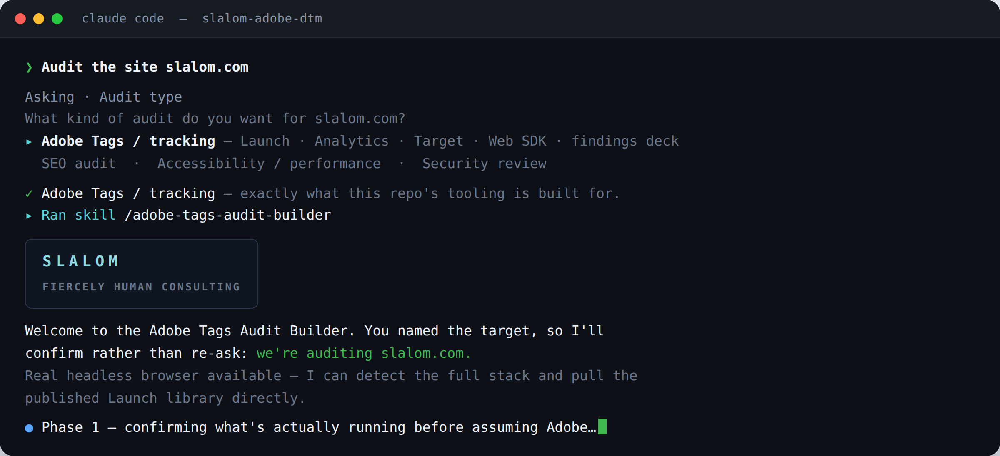 claude code — slalom-adobe-dtm
❯ Audit the site slalom.com
Asking · Audit type
What kind of audit do you want for slalom.com?
▸ Adobe Tags / tracking — Launch · Analytics · Target · Web SDK · findings deck
SEO audit · Accessibility / performance · Security review
✓ Adobe Tags / tracking — exactly what this repo's tooling is built for.
▸ Ran skill /adobe-tags-audit-builder
SLALOM
FIERCELY HUMAN CONSULTING
Welcome to the Adobe Tags Audit Builder. You named the target, so I'll
confirm rather than re-ask: we're auditing slalom.com.
Real headless browser available — I can detect the full stack and pull the
published Launch library directly.
● Phase 1 — confirming what's actually running before assuming Adobe…